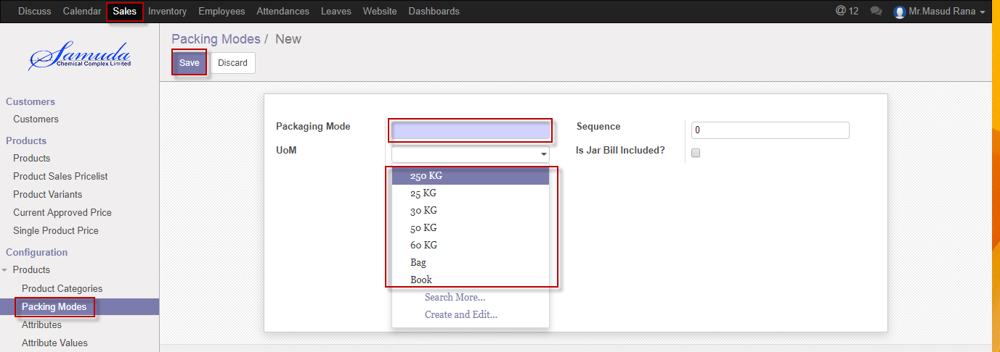 Discuss Calendar Sales Inventory Employees Attendances Leaves Website Dashboards @ 12 Mr.Masud Rana
Samuda
Chemical Complex Limited
Customers
Customers
Products
Products
Product Sales Pricelist
Product Variants
Current Approved Price
Single Product Price
Configuration
Products
Product Categories
Packing Modes
Attributes
Attribute Values
Packing Modes / New
Save Discard
Packaging Mode
Sequence 0
UoM
Is Jar Bill Included?
250 KG
25 KG
30 KG
50 KG
60 KG
Bag
Book
Search More...
Create and Edit...